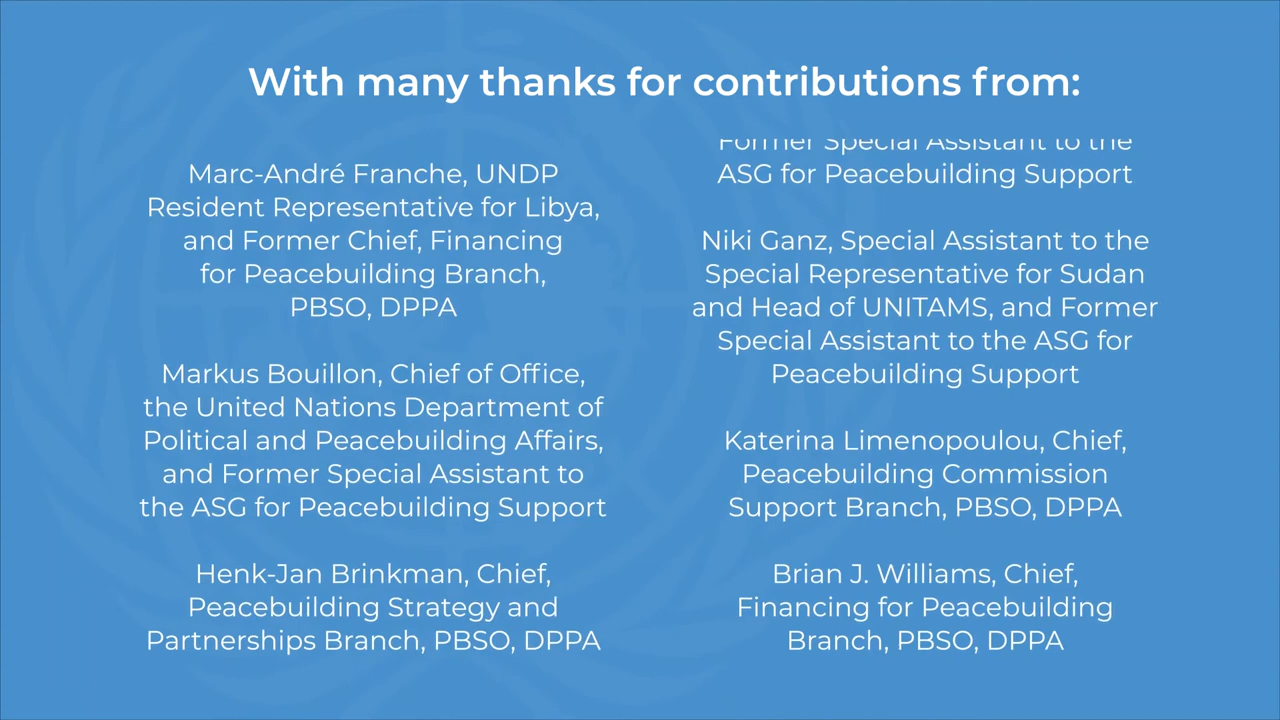 With many thanks for contributions from:
Marc-André Franche, UNDP
Resident Representative for Libya,
and Former Chief, Financing
for Peacebuilding Branch,
PBSO, DPPA
Markus Bouillon, Chief of Office,
the United Nations Department of
Political and Peacebuilding Affairs,
and Former Special Assistant to
the ASG for Peacebuilding Support
Henk-Jan Brinkman, Chief,
Peacebuilding Strategy and
Partnerships Branch, PBSO, DPPA
Former Special Assistant to the
ASG for Peacebuilding Support
Niki Ganz, Special Assistant to the
Special Representative for Sudan
and Head of UNITAMS, and Former
Special Assistant to the ASG for
Peacebuilding Support
Katerina Limenopoulou, Chief,
Peacebuilding Commission
Support Branch, PBSO, DPPA
Brian J. Williams, Chief,
Financing for Peacebuilding
Branch, PBSO, DPPA